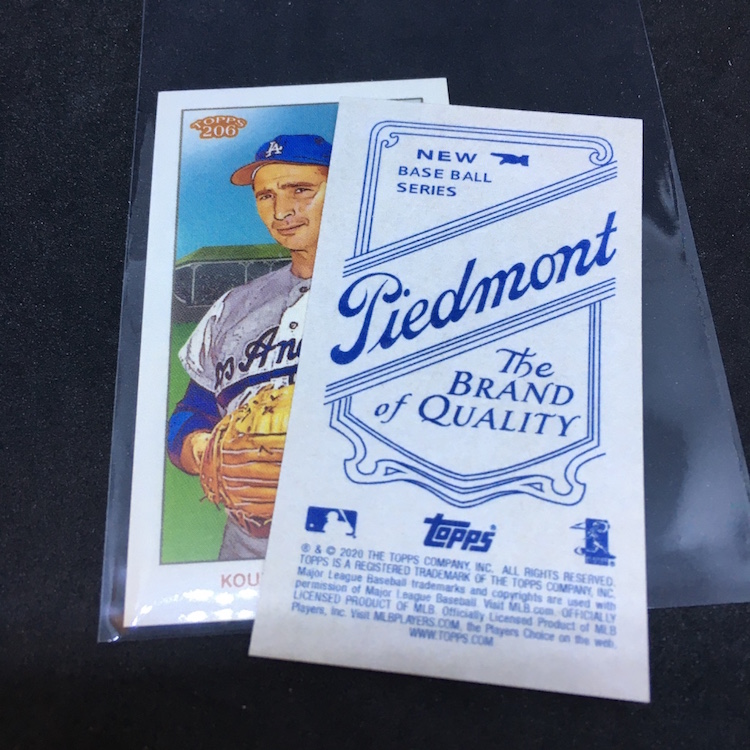 TOPPS
206
LA
os An
KOU
NEW
BASE BALL
SERIES
Piedmont
The
BRAND
of QUALITY
topps
® & © 2020 THE TOPPS COMPANY, INC. ALL RIGHTS RESERVED.
TOPPS IS A REGISTERED TRADEMARK OF THE TOPPS COMPANY, INC.
Major League Baseball trademarks and copyrights are used with
permission of Major League Baseball. Visit MLB.com. OFFICIALLY
LICENSED PRODUCT OF MLB. Officially Licensed Product of MLB
Players, Inc. Visit MLBPLAYERS.COM, the Players Choice on the web.
WWW.TOPPS.COM